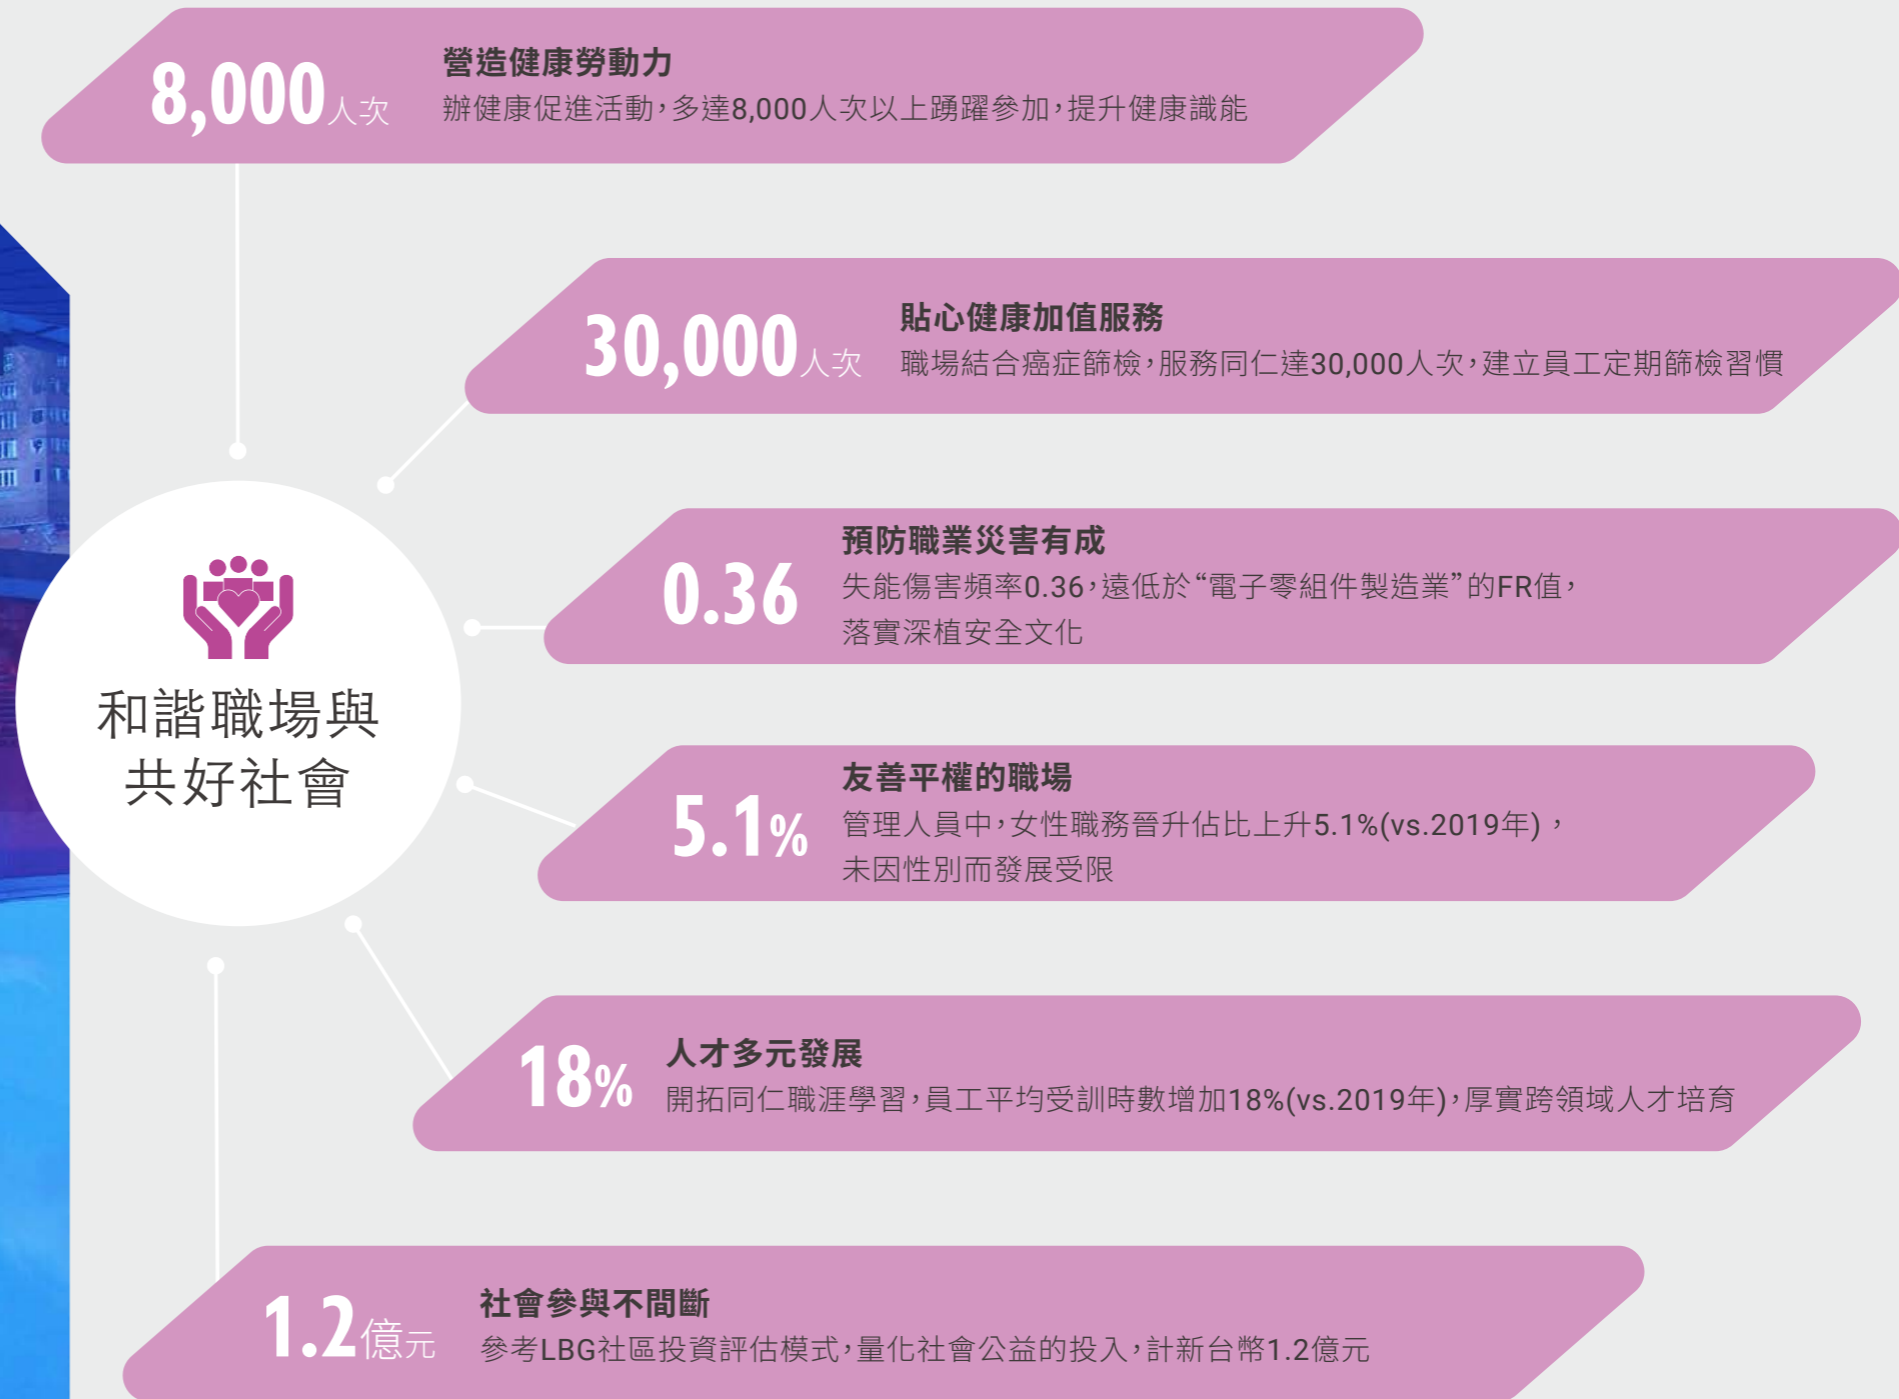 8,000人次
營造健康勞動力
辦健康促進活動，多達8,000人次以上踴躍參加，提升健康識能
30,000人次
貼心健康加值服務
職場結合癌症篩檢，服務同仁達30,000人次，建立員工定期篩檢習慣
0.36
預防職業災害有成
失能傷害頻率0.36，遠低於“電子零組件製造業”的FR值，
落實深植安全文化
和諧職場與
共好社會
5.1%
友善平權的職場
管理人員中，女性職務晉升佔比上升5.1%(vs.2019年)，
未因性別而發展受限
18%
人才多元發展
開拓同仁職涯學習，員工平均受訓時數增加18%(vs.2019年)，厚實跨領域人才培育
1.2億元
社會參與不間斷
參考LBG社區投資評估模式，量化社會公益的投入，計新台幣1.2億元